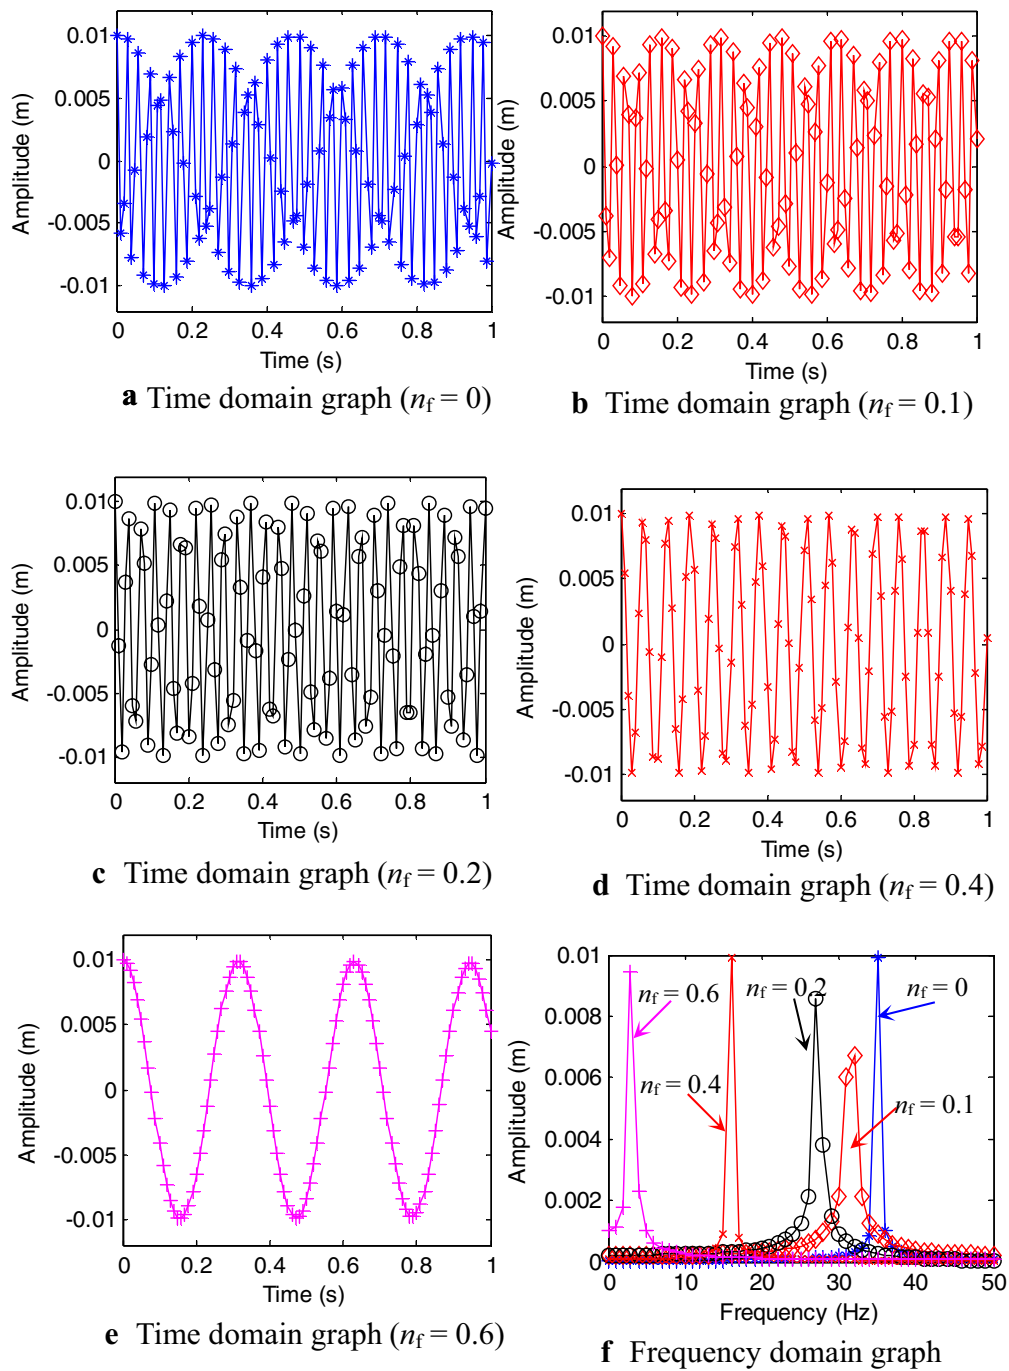 0.01
0.005
0
-0.005
-0.01
Amplitude (m)
0 0.2 0.4 0.6 0.8 1
Time (s)
a Time domain graph (nf = 0)
0.01
0.005
0
-0.005
-0.01
Amplitude (m)
0 0.2 0.4 0.6 0.8 1
Time (s)
b Time domain graph (nf = 0.1)
0.01
0.005
0
-0.005
-0.01
Amplitude (m)
0 0.2 0.4 0.6 0.8 1
Time (s)
c Time domain graph (nf = 0.2)
0.01
0.005
0
-0.005
-0.01
Amplitude (m)
0 0.2 0.4 0.6 0.8 1
Time (s)
d Time domain graph (nf = 0.4)
0.01
0.005
0
-0.005
-0.01
Amplitude (m)
0 0.2 0.4 0.6 0.8 1
Time (s)
e Time domain graph (nf = 0.6)
0.01
0.008
0.006
0.004
0.002
0
Amplitude (m)
nf = 0.6
nf = 0.2
nf = 0
nf = 0.4
nf = 0.1
0 10 20 30 40 50
Frequency (Hz)
f Frequency domain graph